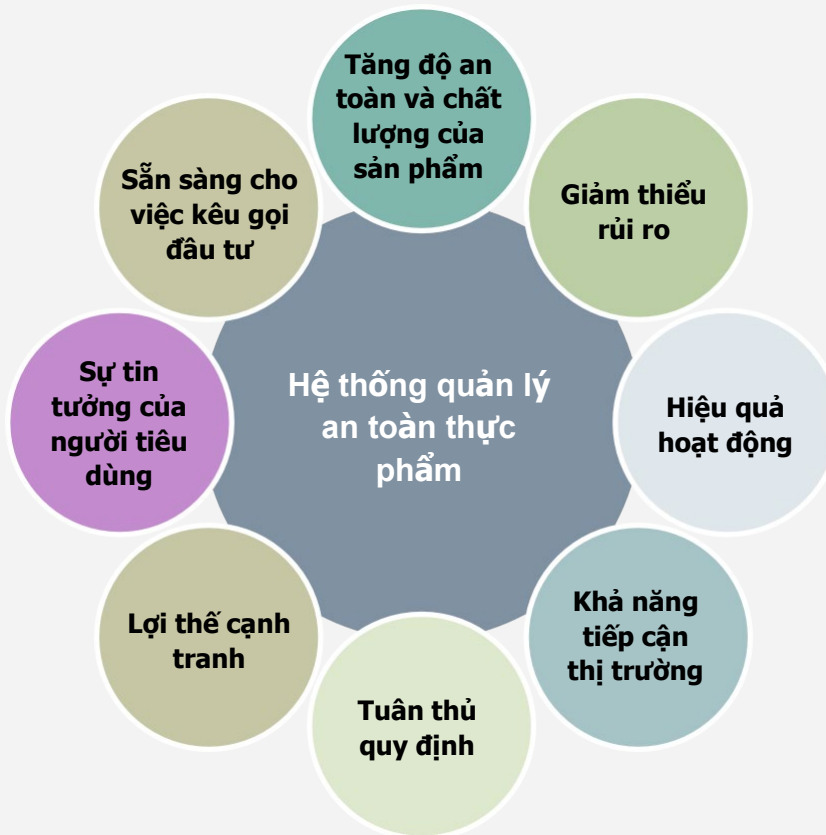 Tăng độ an
toàn và chất
lượng của
sản phẩm
Giảm thiểu
rủi ro
Hiệu quả
hoạt động
Khả năng
tiếp cận
thị trường
Tuân thủ
quy định
Lợi thế cạnh
tranh
Sự tin
tưởng của
người tiêu
dùng
Sẵn sàng cho
việc kêu gọi
đầu tư
Hệ thống quản lý
an toàn thực
phẩm